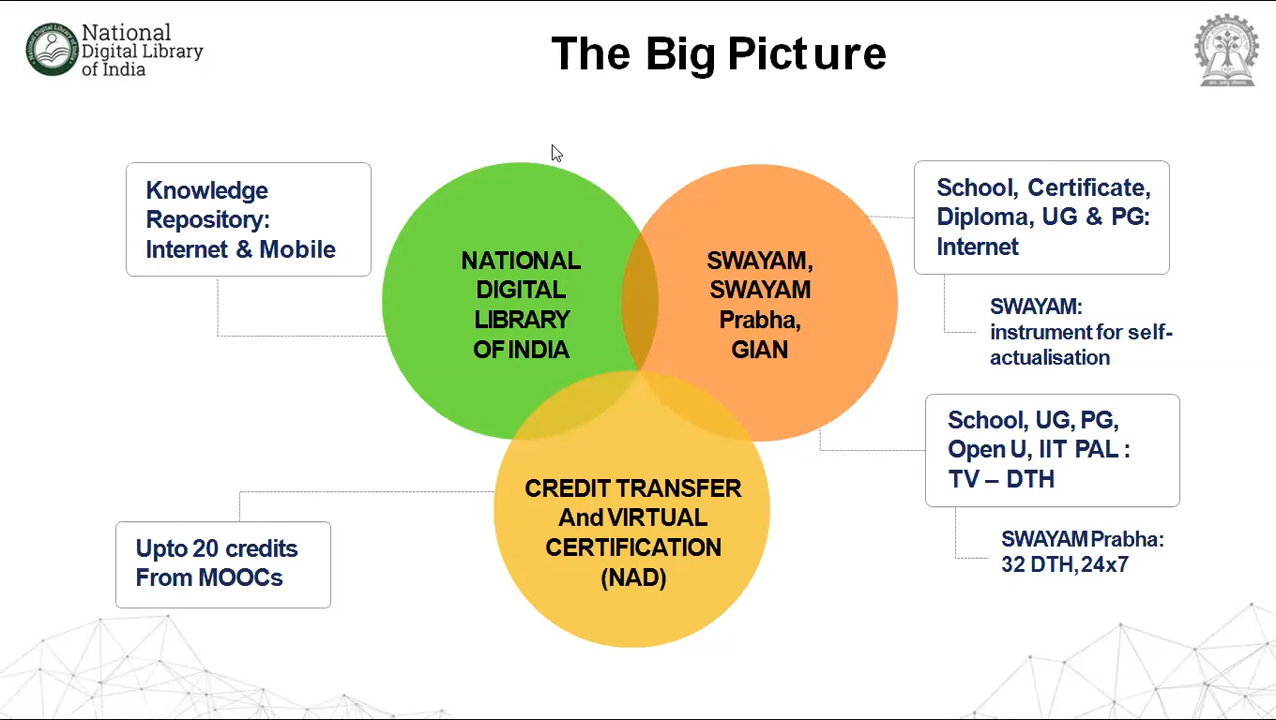 National
Digital Library
of India
The Big Picture
Knowledge
Repository:
Internet & Mobile
NATIONAL
DIGITAL
LIBRARY
OF INDIA
SWAYAM,
SWAYAM
Prabha,
GIAN
School, Certificate,
Diploma, UG & PG:
Internet
SWAYAM:
instrument for self-
actualisation
School, UG, PG,
Open U, IIT PAL :
TV – DTH
SWAYAM Prabha:
32 DTH, 24x7
CREDIT TRANSFER
And VIRTUAL
CERTIFICATION
(NAD)
Upto 20 credits
From MOOCs